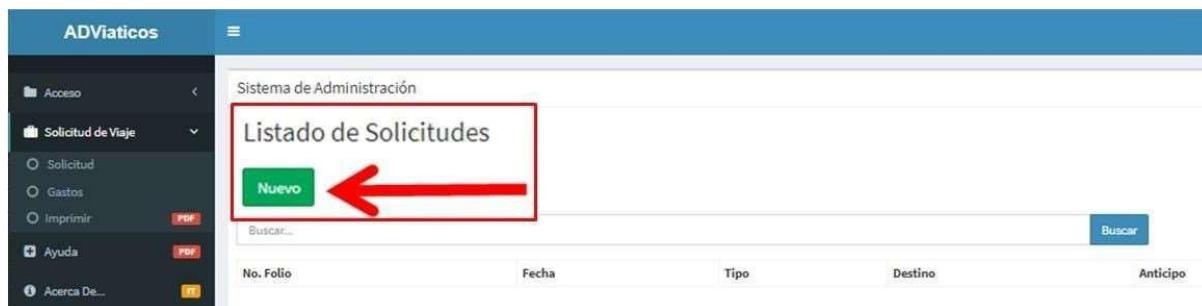 ADViaticos
Acceso
Solicitud de Viaje
Solicitud
Gastos
Imprimir PDF
Ayuda PDF
Acerca De... IT
Sistema de Administración
Listado de Solicitudes
Nuevo
Buscar... Buscar
No. Folio Fecha Tipo Destino Anticipo